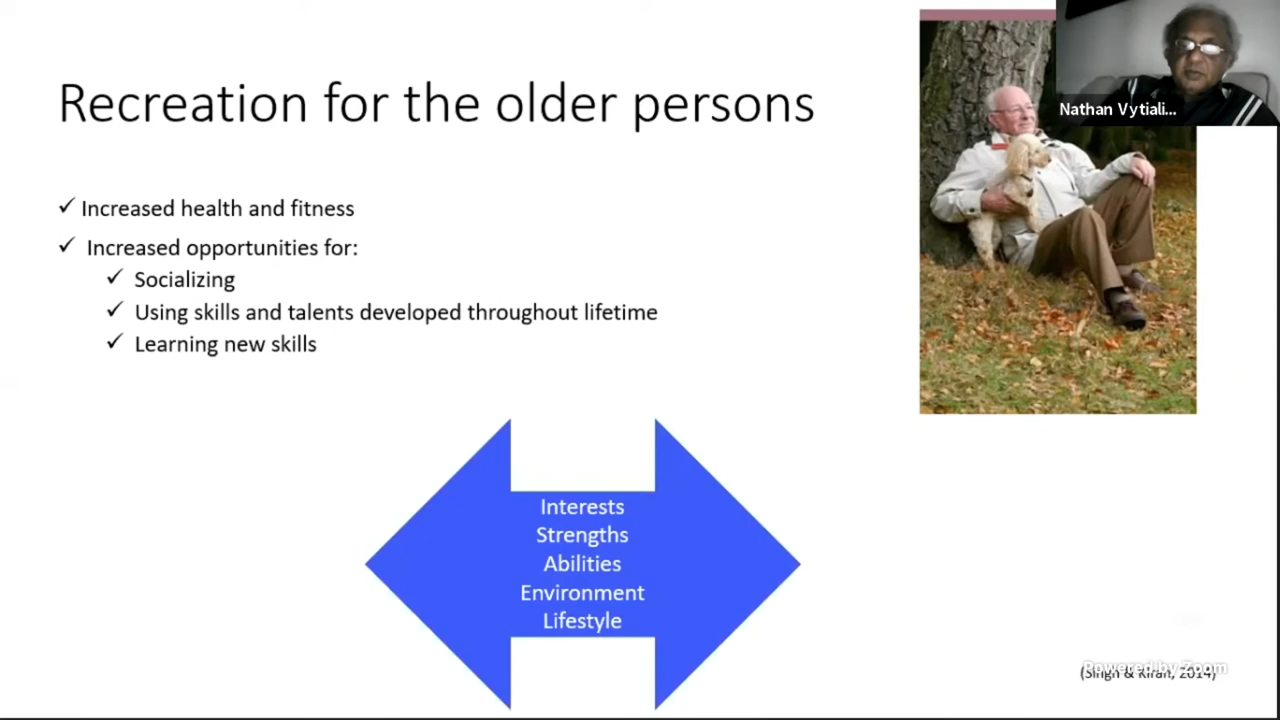 Recreation for the older persons
Nathan Vytiali...
✓ Increased health and fitness
✓ Increased opportunities for:
✓ Socializing
✓ Using skills and talents developed throughout lifetime
✓ Learning new skills
Interests
Strengths
Abilities
Environment
Lifestyle
Powered by Zoom
(Singh & Kiran, 2014)